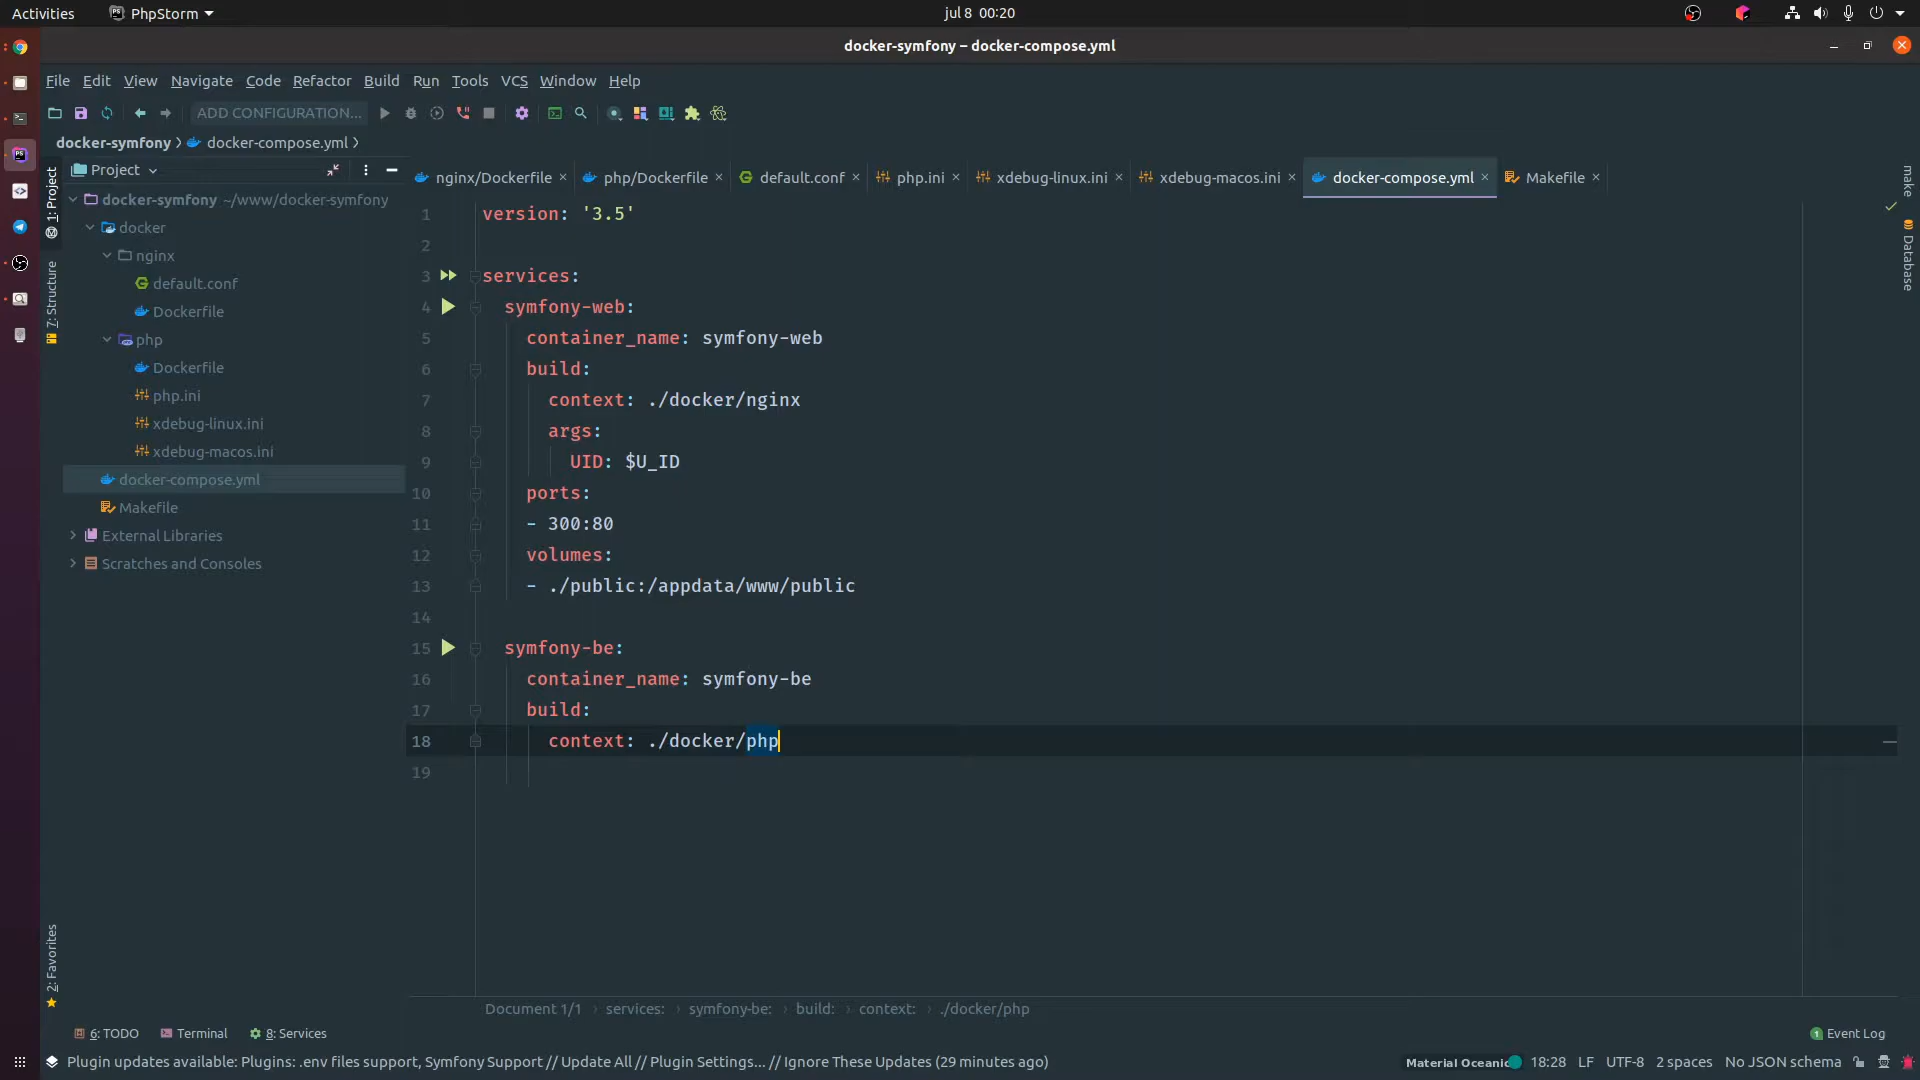 Activities PhpStorm jul 8 00:20
docker-symfony – docker-compose.yml
File Edit View Navigate Code Refactor Build Run Tools VCS Window Help
ADD CONFIGURATION...
docker-symfony docker-compose.yml
Project
nginx/Dockerfile php/Dockerfile default.conf php.ini xdebug-linux.ini xdebug-macos.ini docker-compose.yml Makefile
1: Project
7: Structure
2: Favorites
make
Database
docker-symfony ~/www/docker-symfony
docker
nginx
default.conf
Dockerfile
php
Dockerfile
php.ini
xdebug-linux.ini
xdebug-macos.ini
docker-compose.yml
Makefile
External Libraries
Scratches and Consoles
1 version: '3.5'
2
3 services:
4 symfony-web:
5 container_name: symfony-web
6 build:
7 context: ./docker/nginx
8 args:
9 UID: $U_ID
10 ports:
11 - 300:80
12 volumes:
13 - ./public:/appdata/www/public
14
15 symfony-be:
16 container_name: symfony-be
17 build:
18 context: ./docker/php
19
Document 1/1 › services: › symfony-be: › build: › context: › ./docker/php
6: TODO Terminal 8: Services 1 Event Log
Plugin updates available: Plugins: .env files support, Symfony Support // Update All // Plugin Settings... // Ignore These Updates (29 minutes ago) Material Oceanic 18:28 LF UTF-8 2 spaces No JSON schema